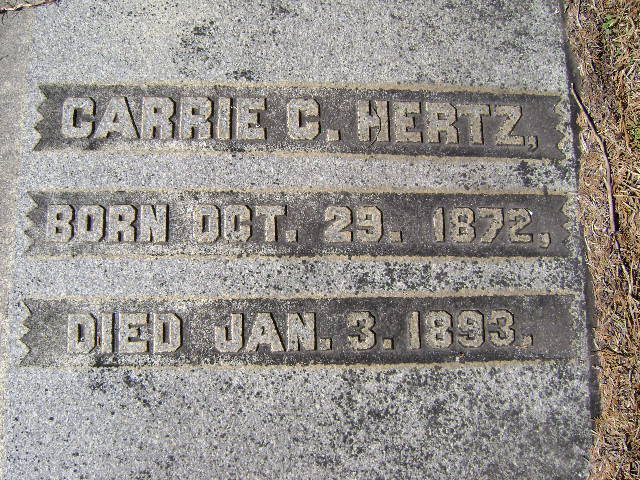 CARRIE C. HERTZ,
BORN OCT. 29. 1872,
DIED JAN. 3. 1893.